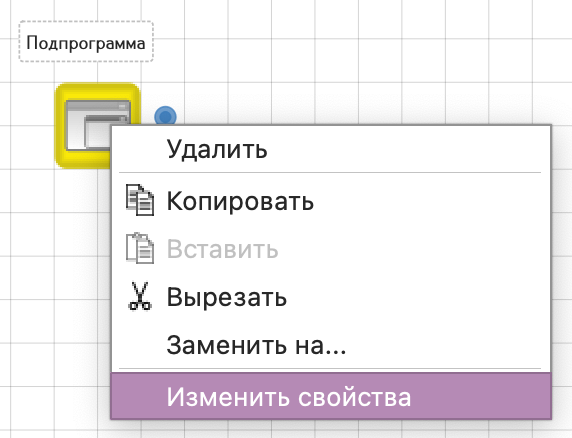 Подпрограмма
Удалить
Копировать
Вставить
Вырезать
Заменить на...
Изменить свойства